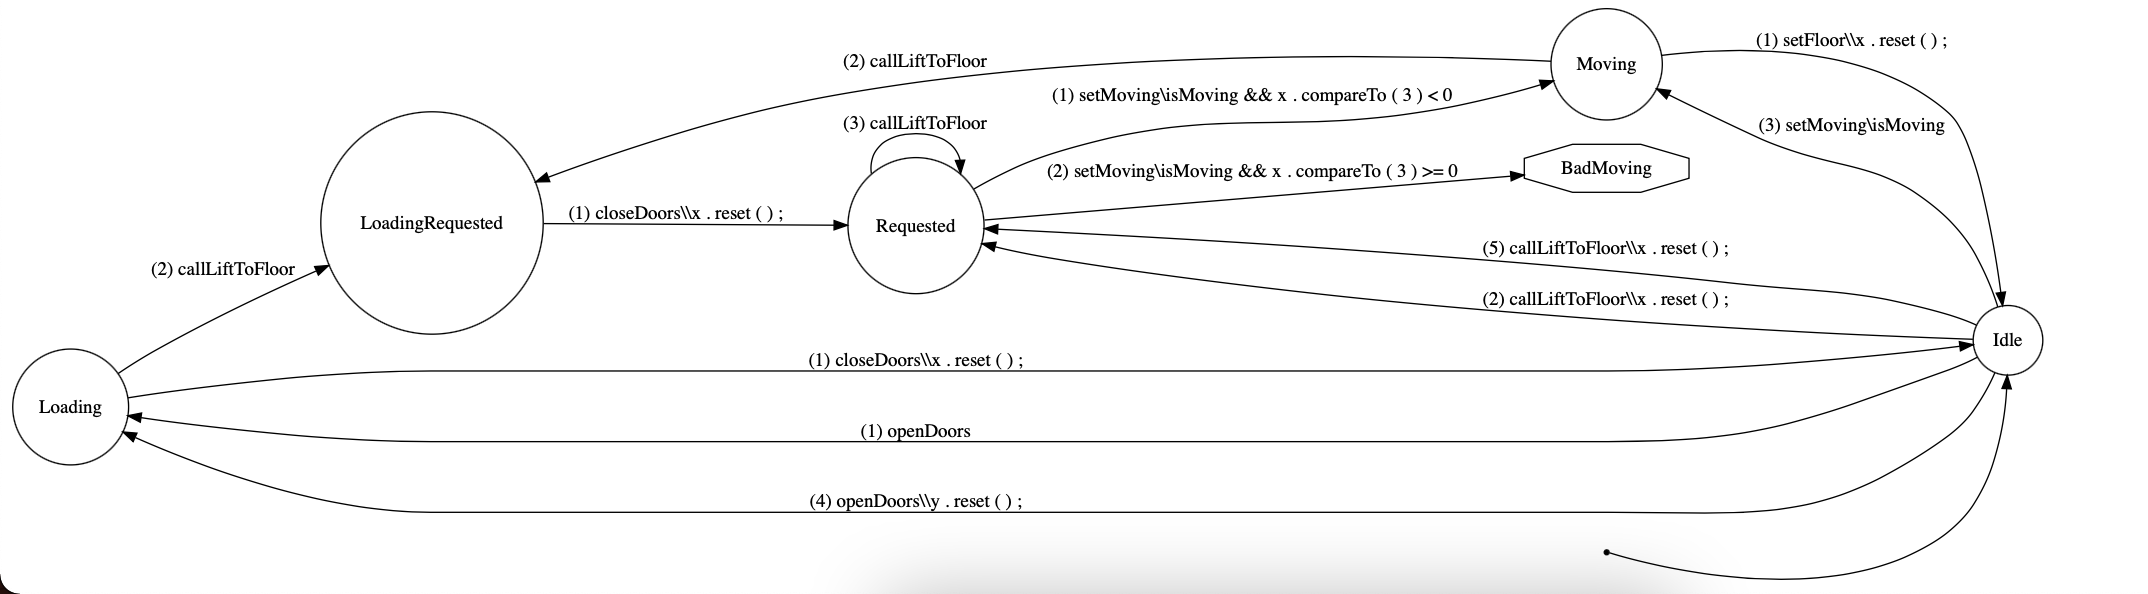 (1) setFloor\\x . reset ( ) ;
(2) callLiftToFloor
Moving
(1) setMoving\isMoving && x . compareTo ( 3 ) < 0
(3) callLiftToFloor
(3) setMoving\isMoving
(2) setMoving\isMoving && x . compareTo ( 3 ) >= 0
BadMoving
(1) closeDoors\\x . reset ( ) ;
LoadingRequested
Requested
(5) callLiftToFloor\\x . reset ( ) ;
(2) callLiftToFloor
(2) callLiftToFloor\\x . reset ( ) ;
Idle
(1) closeDoors\\x . reset ( ) ;
Loading
(1) openDoors
(4) openDoors\\y . reset ( ) ;